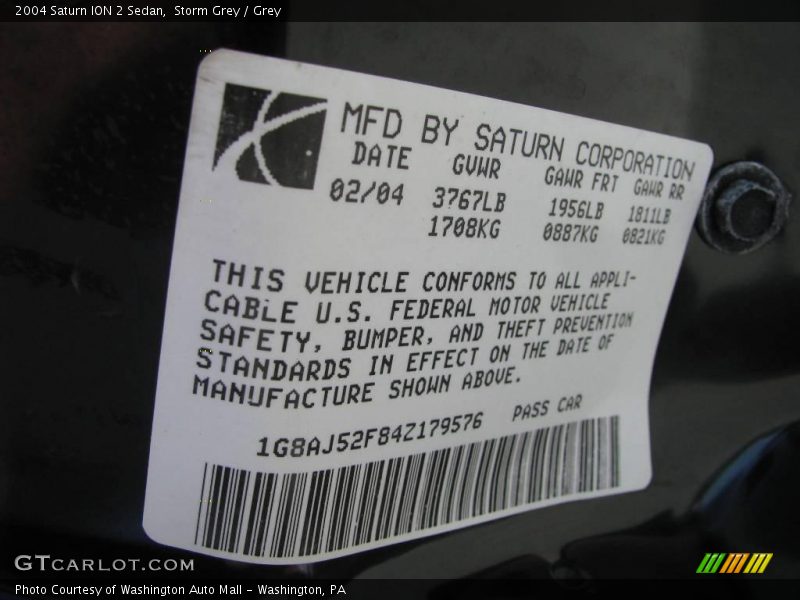 2004 Saturn ION 2 Sedan,  Storm Grey / Grey
MFD BY SATURN CORPORATION
DATE GVWR GAWR FRT GAWR RR
02/04 3767LB 1956LB 1811LB
1708KG 0887KG 0821KG
THIS VEHICLE CONFORMS TO ALL APPLI-
CABLE U.S. FEDERAL MOTOR VEHICLE
SAFETY, BUMPER, AND THEFT PREVENTION
STANDARDS IN EFFECT ON THE DATE OF
MANUFACTURE SHOWN ABOVE.
1G8AJ52F84Z179576 PASS CAR
GTCARLOT.COM
Photo Courtesy of Washington Auto Mall - Washington, PA